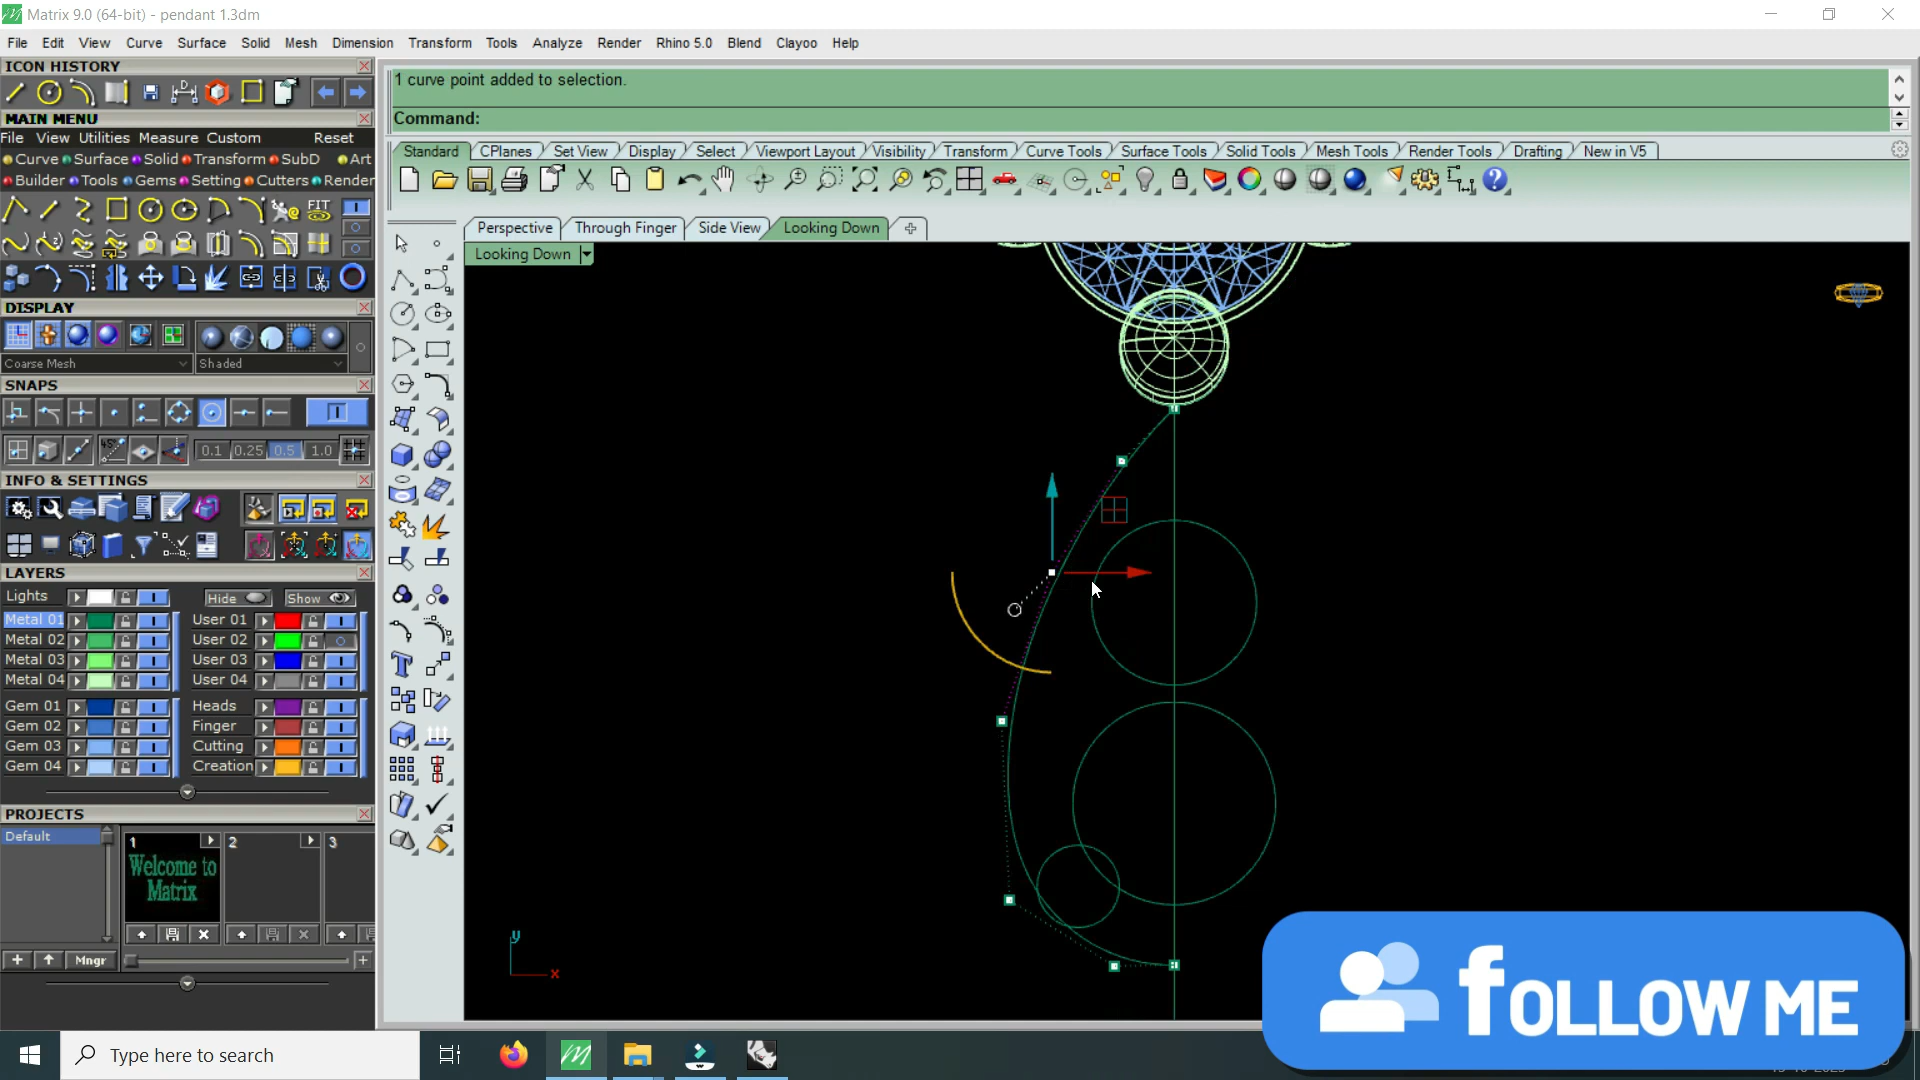 Matrix 9.0 (64-bit) - pendant 1.3dm
File Edit View Curve Surface Solid Mesh Dimension Transform Tools Analyze Render Rhino 5.0 Blend Clayoo Help
ICON HISTORY
MAIN MENU
File View Utilities Measure Custom Reset
Curve Surface Solid Transform SubD Art
Builder Tools Gems Setting Cutters Render
FIT
DISPLAY
Coarse Mesh Shaded
SNAPS
0.1 0.25 0.5 1.0
INFO & SETTINGS
LAYERS
Lights Hide Show
Metal 01 User 01
Metal 02 User 02
Metal 03 User 03
Metal 04 User 04
Gem 01 Heads
Gem 02 Finger
Gem 03 Cutting
Gem 04 Creation
PROJECTS
Default 1 2 3
Welcome to
Matrix
Mngr
1 curve point added to selection.
Command:
Standard CPlanes Set View Display Select Viewport Layout Visibility Transform Curve Tools Surface Tools Solid Tools Mesh Tools Render Tools Drafting New in V5
Perspective Through Finger Side View Looking Down
Looking Down
y
x
fOLLOW ME
Type here to search